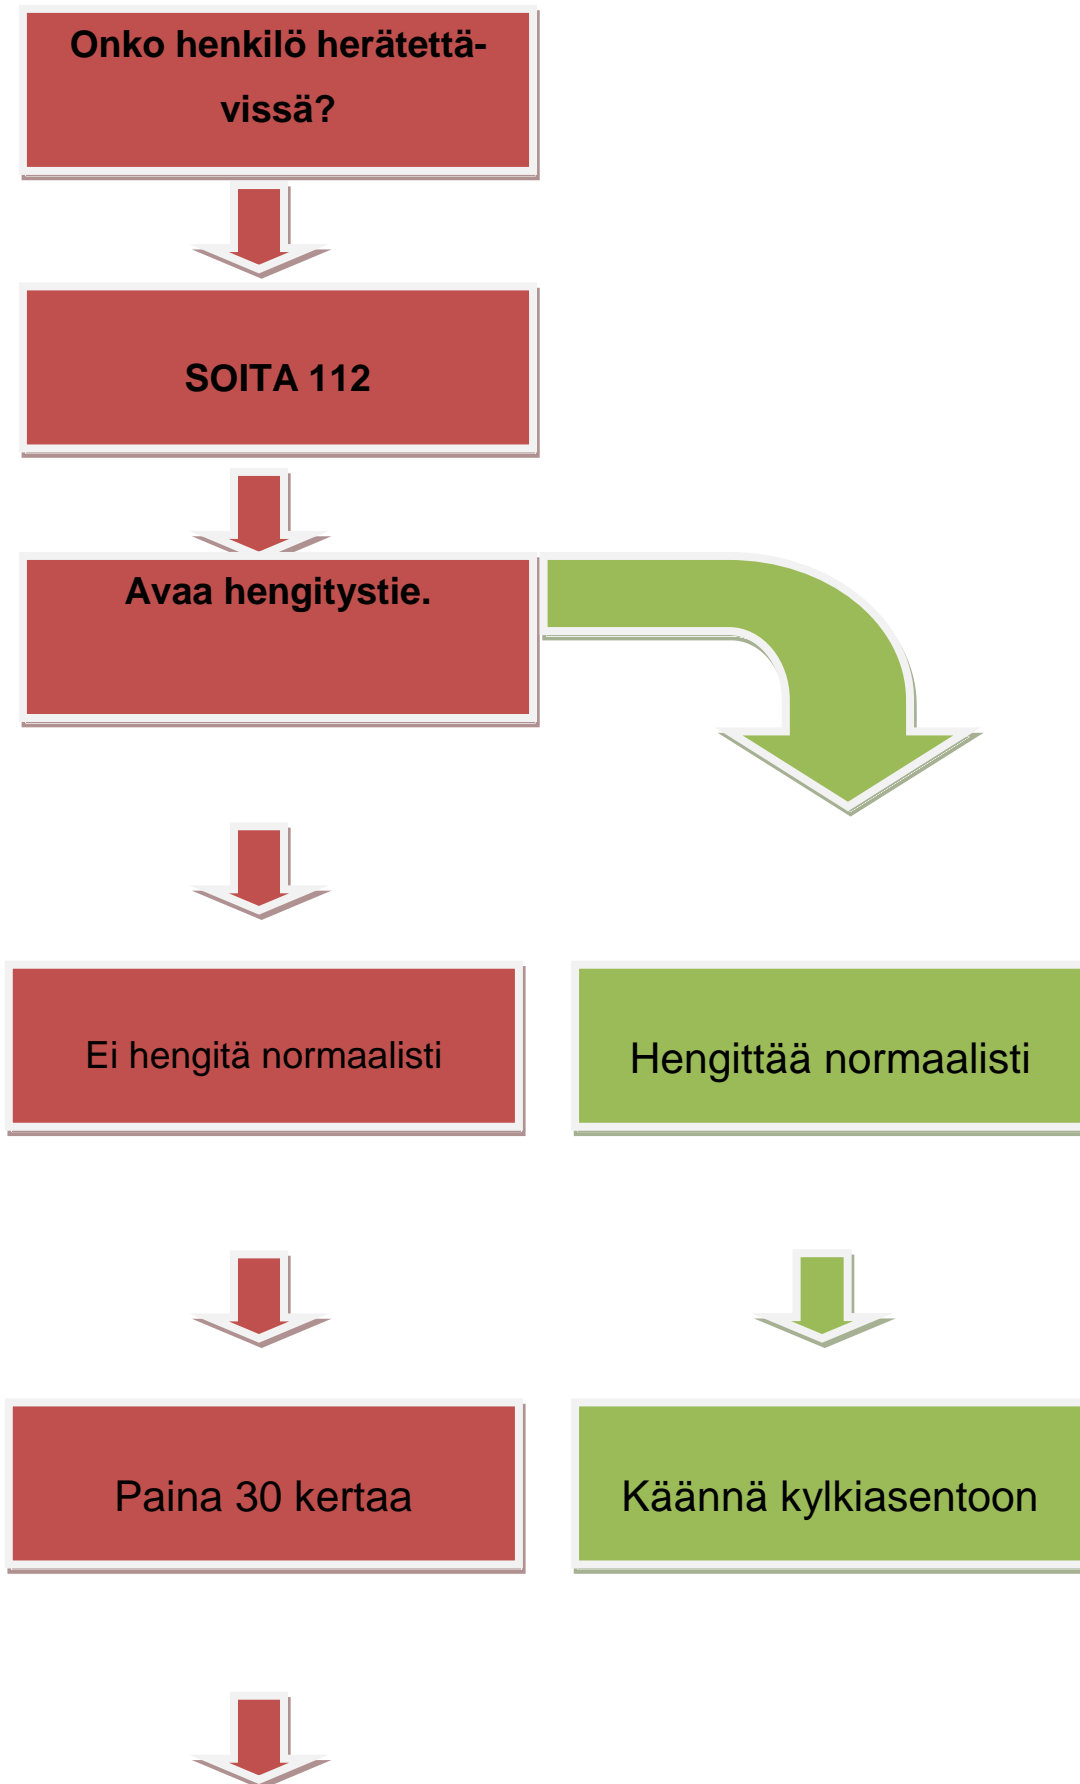 Onko henkilö herätettä-
vissä?
SOITA 112
Avaa hengitystie.
Ei hengitä normaalisti
Hengittää normaalisti
Paina 30 kertaa
Käännä kylkiasentoon